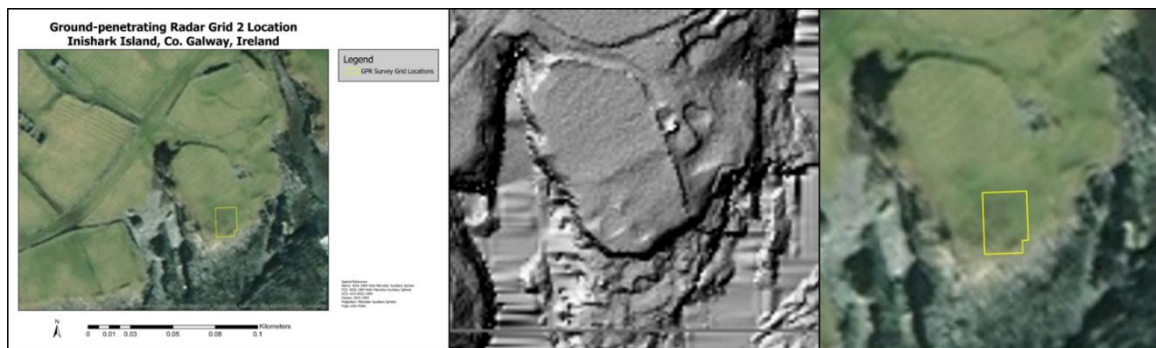 Ground-penetrating Radar Grid 2 Location
Inishark Island, Co. Galway, Ireland
Legend
GPR Survey Grid Locations
N
0 0.01 0.03 0.05 0.08 0.1
Kilometers